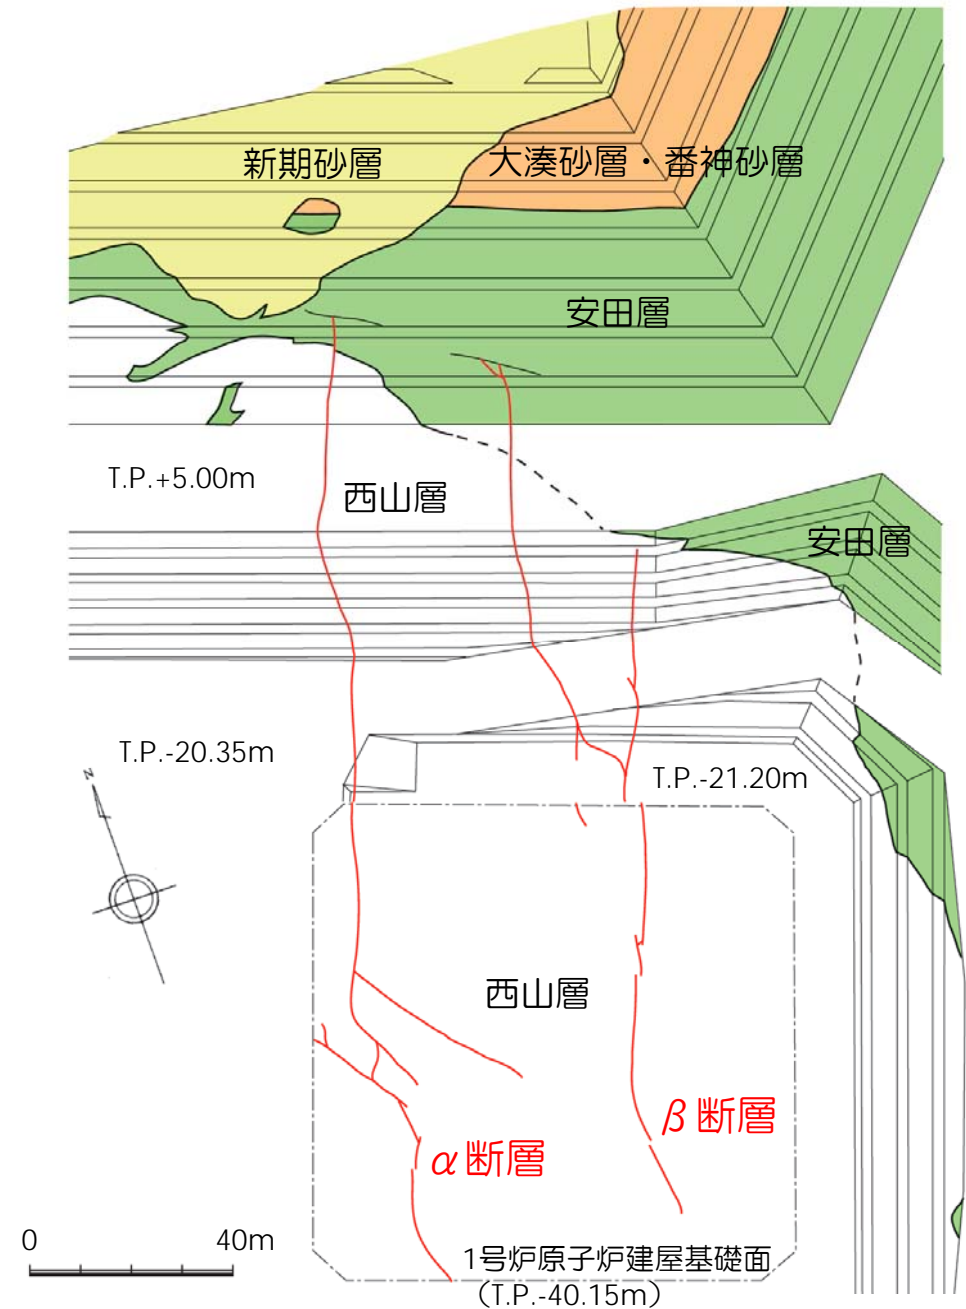 新期砂層
大湊砂層・番神砂層
安田層
T.P.+5.00m
西山層
安田層
T.P.-20.35m
T.P.-21.20m
N
西山層
β断層
α断層
0 40m
1号炉原子炉建屋基礎面
(T.P.-40.15m)